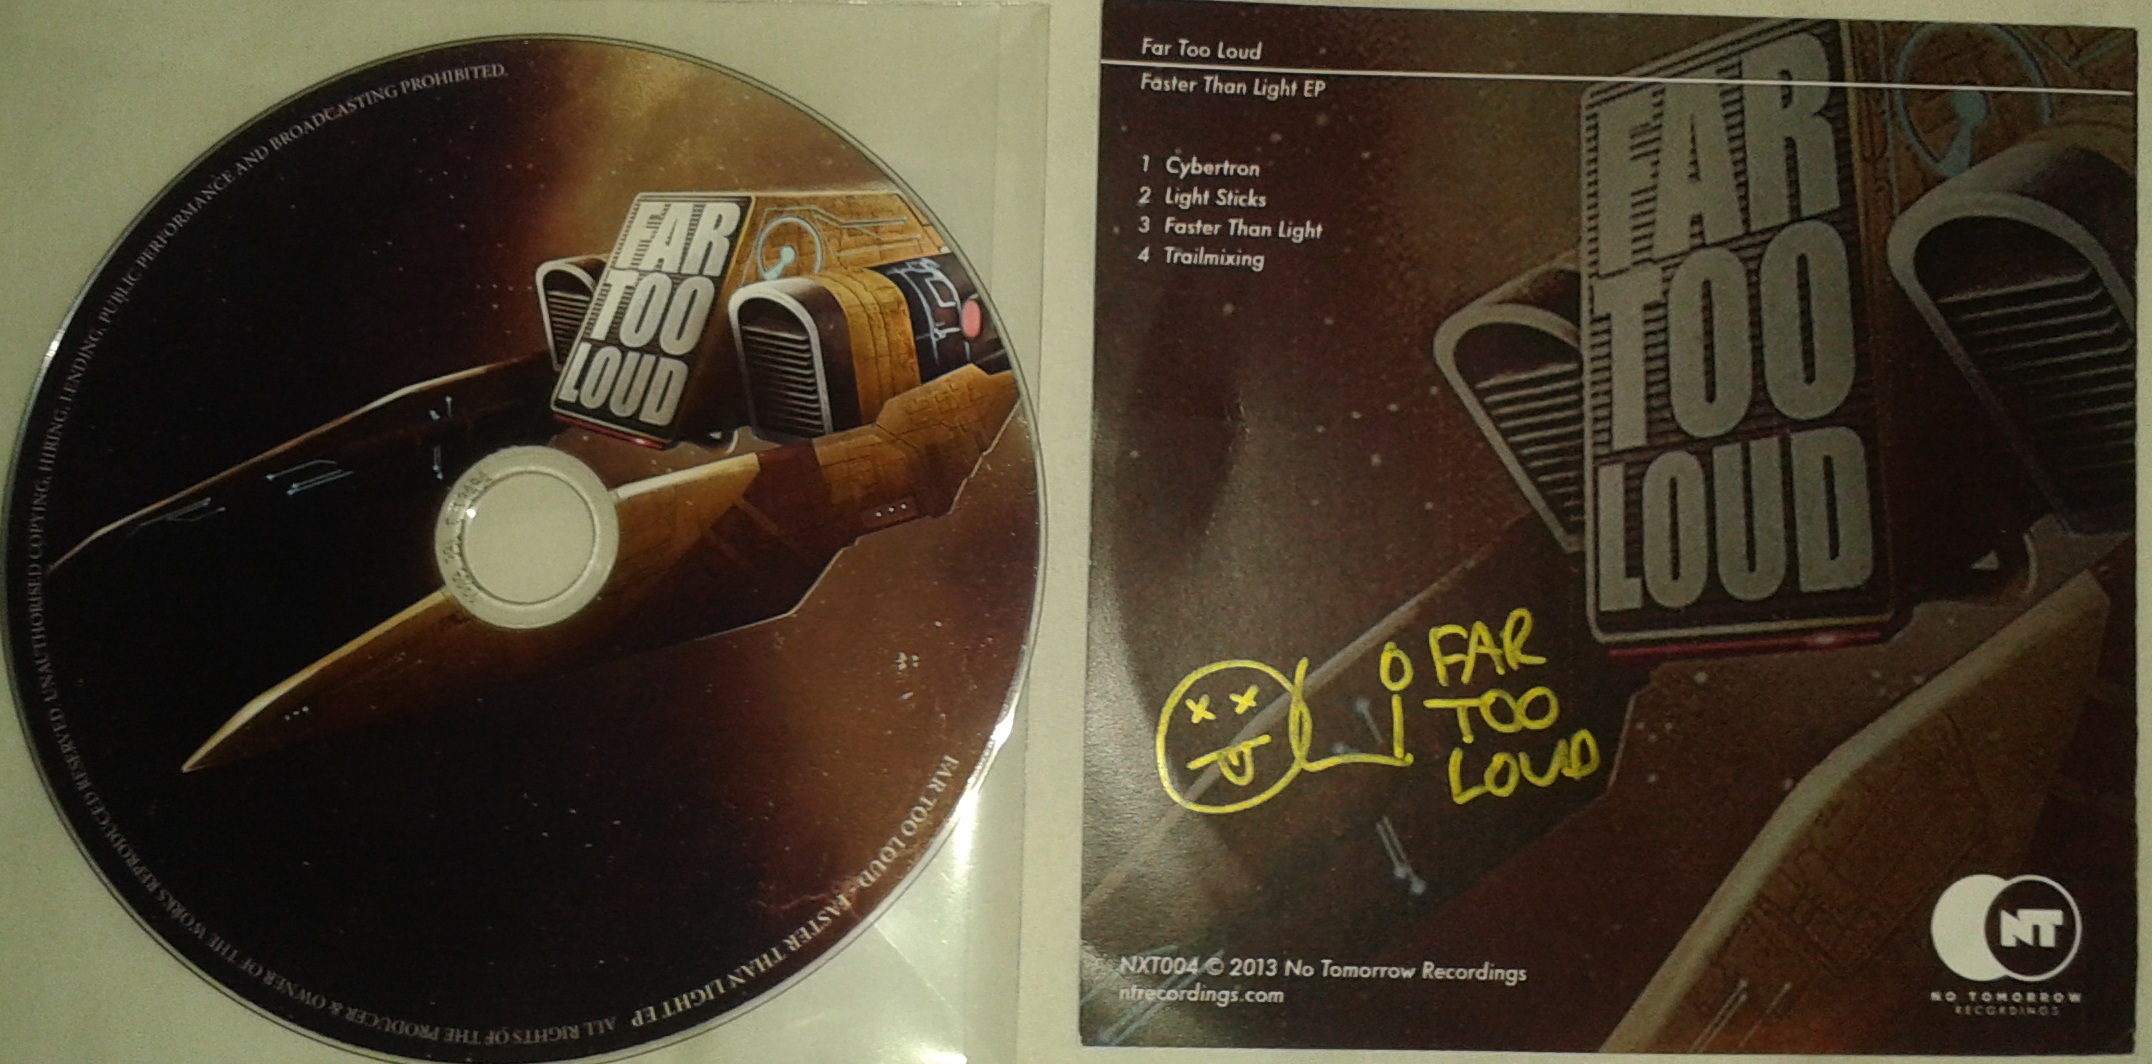 ALL RIGHTS OF THE PRODUCER & OWNER OF THE WORKS REPRODUCED RESERVED UNAUTHORISED COPYING, HIRING, LENDING, PUBLIC PERFORMANCE AND BROADCASTING PROHIBITED.
FAR
TOO
LOUD
FAR TOO LOUD - FASTER THAN LIGHT EP
Far Too Loud
Faster Than Light EP
1 Cybertron
2 Light Sticks
3 Faster Than Light
4 Trailmixing
FAR
TOO
LOUD
FAR
TOO
LOUD
NXT004 © 2013 No Tomorrow Recordings
ntrecordings.com
NT
NO TOMORROW
RECORDINGS